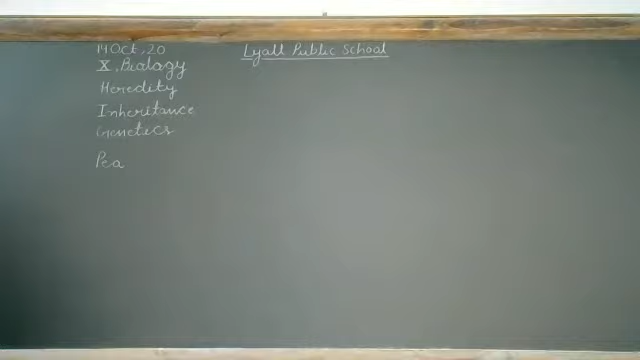 14 Oct, 20
Lyall Public School
X, Biology
Heredity
Inheritance
Genetics
Pea